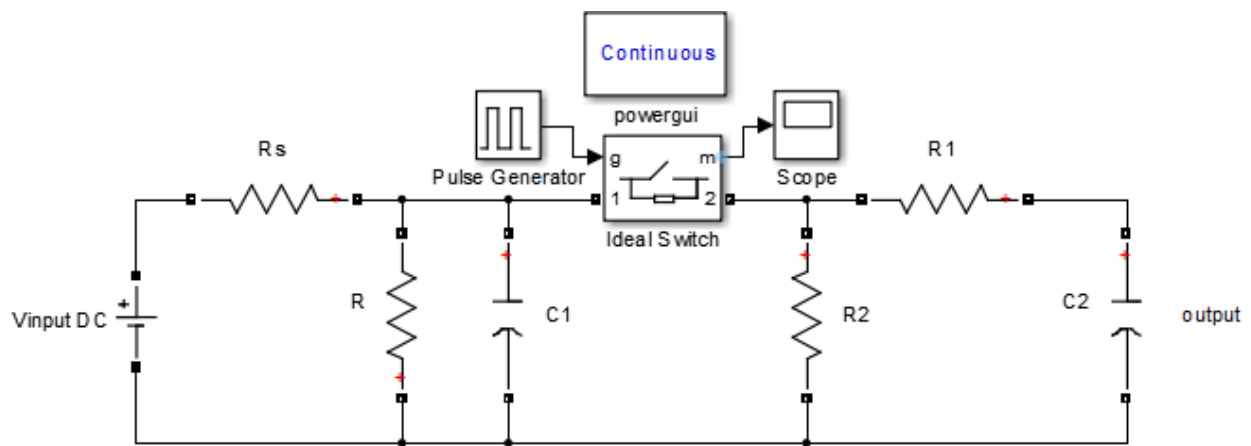 Continuous
powergui
Rs
Pulse Generator
g
m
1
2
Ideal Switch
Scope
R1
Vinput DC
+
R
C1
R2
C2
output